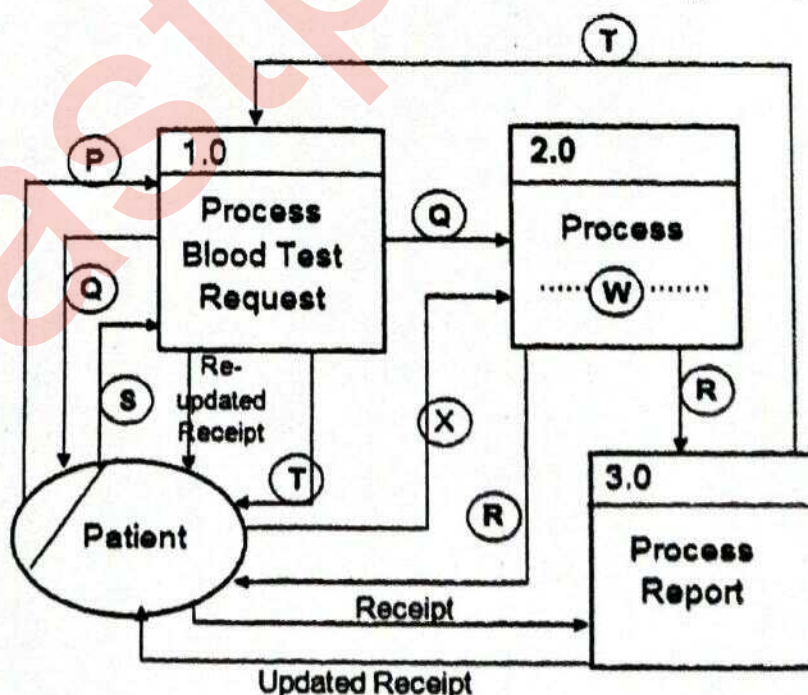 T
P
1.0
Process
Blood Test
Request
Q
2.0
Process
W
Q
S
Re-
updated
Receipt
T
X
R
R
3.0
Process
Report
Patient
Receipt
Updated Receipt